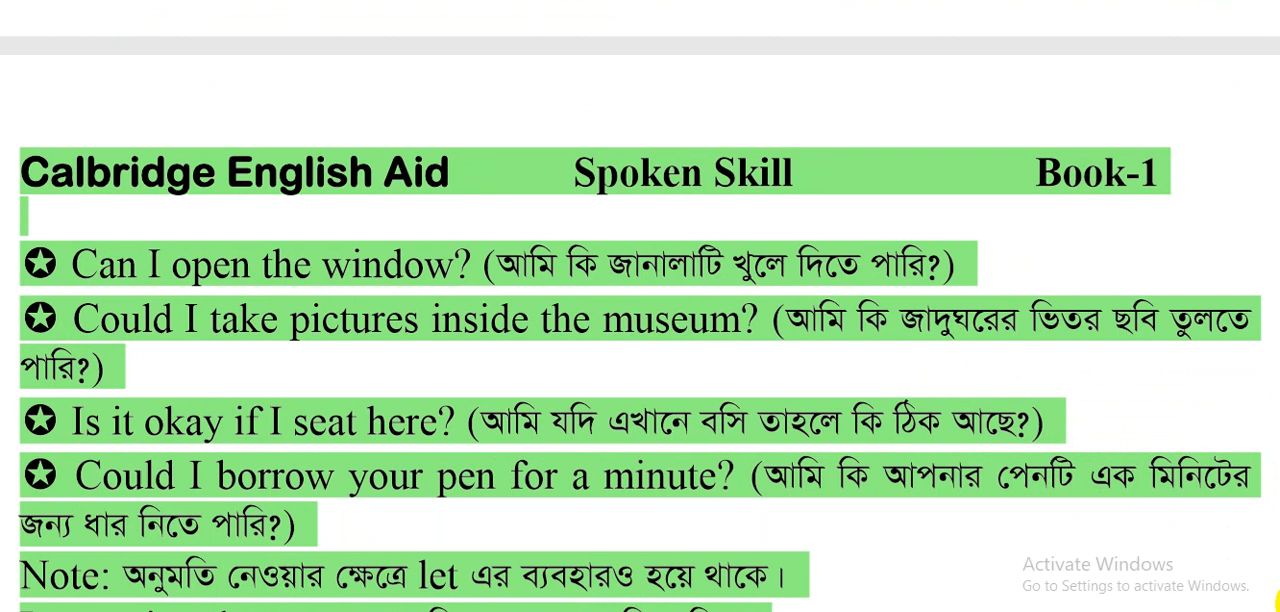 Calbridge English Aid Spoken Skill Book-1
✪ Can I open the window? (আমি কি জানালাটি খুলে দিতে পারি?)
✪ Could I take pictures inside the museum? (আমি কি জাদুঘরের ভিতর ছবি তুলতে
পারি?)
✪ Is it okay if I seat here? (আমি যদি এখানে বসি তাহলে কি ঠিক আছে?)
✪ Could I borrow your pen for a minute? (আমি কি আপনার পেনটি এক মিনিটের
জন্য ধার নিতে পারি?)
Note: অনুমতি নেওয়ার ক্ষেত্রে let এর ব্যবহারও হয়ে থাকে।
Activate Windows
Go to Settings to activate Windows.